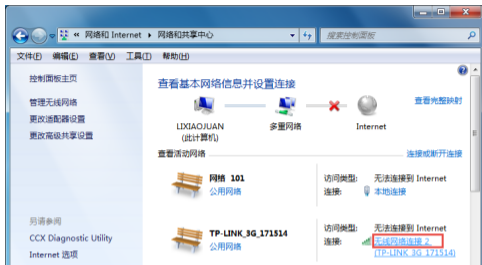 « 网络和 Internet ▸ 网络和共享中心
搜索控制面板
文件(F) 编辑(E) 查看(V) 工具(T) 帮助(H)
控制面板主页
管理无线网络
更改适配器设置
更改高级共享设置
另请参阅
CCX Diagnostic Utility
Internet 选项
查看基本网络信息并设置连接
查看完整映射
LIXIAOJUAN
(此计算机)
多重网络
Internet
查看活动网络
连接或断开连接
网络 101
公用网络
访问类型: 无法连接到 Internet
连接: 本地连接
TP-LINK_3G_171514
公用网络
访问类型: 无法连接到 Internet
连接: 无线网络连接 2
(TP-LINK_3G_171514)